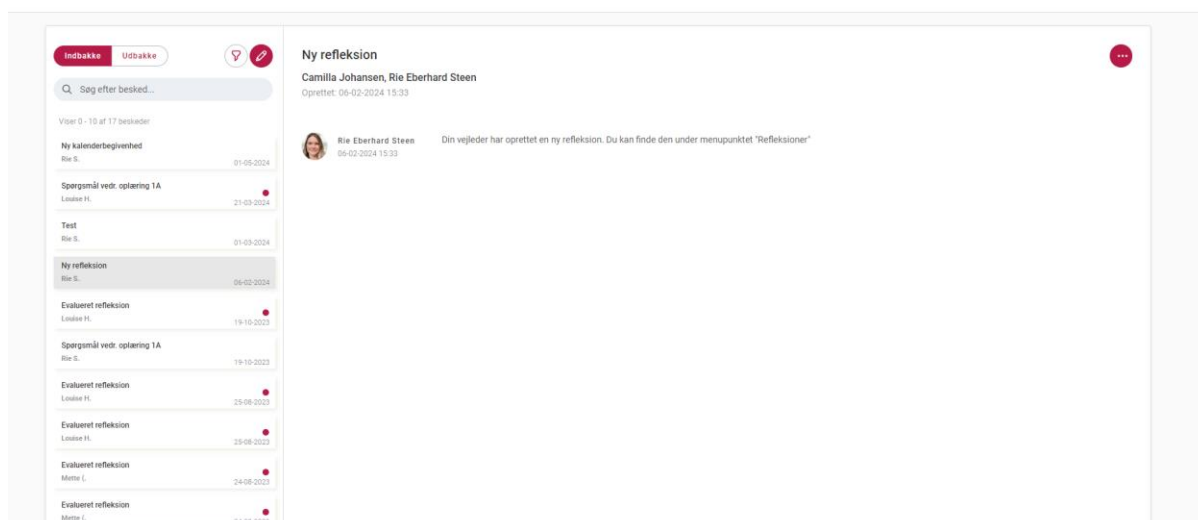 Indbakke
Udbakke
Søg efter besked...
Viser 0 - 10 af 17 beskeder
Ny kalenderbegivenhed
Rie S.
01-05-2024
Spørgsmål vedr. oplæring 1A
Louise H.
21-03-2024
Test
Rie S.
01-03-2024
Ny refleksion
Rie S.
06-02-2024
Evalueret refleksion
Louise H.
19-10-2023
Spørgsmål vedr. oplæring 1A
Rie S.
19-10-2023
Evalueret refleksion
Louise H.
25-08-2023
Evalueret refleksion
Louise H.
25-08-2023
Evalueret refleksion
Mette (.
24-08-2023
Evalueret refleksion
Mette (.
Ny refleksion
Camilla Johansen, Rie Eberhard Steen
Oprettet: 06-02-2024 15:33
Rie Eberhard Steen
06-02-2024 15:33
Din vejleder har oprettet en ny refleksion. Du kan finde den under menupunktet "Refleksioner"